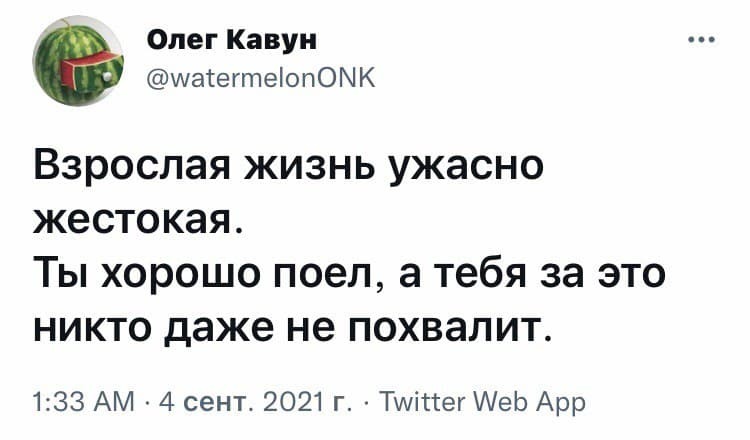 Олег Кавун
@watermelonONK
Взрослая жизнь ужасно
жестокая.
Ты хорошо поел, а тебя за это
никто даже не похвалит.
1:33 AM · 4 сент. 2021 г. · Twitter Web App